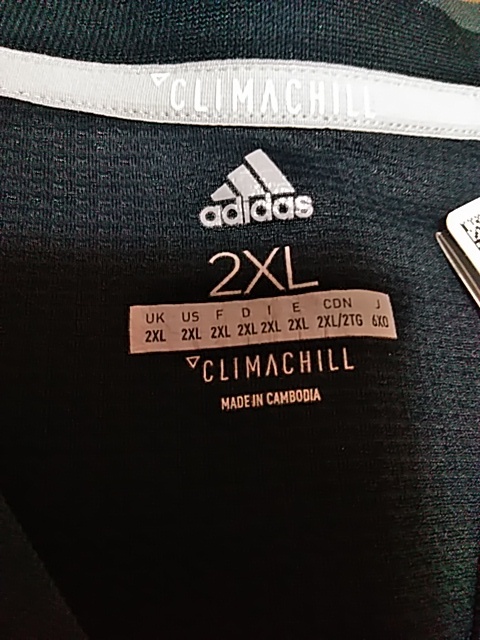 CLIMACHILL
adidas
2XL
UK US F D I E CDN J
2XL 2XL 2XL 2XL 2XL 2XL 2XL/2TG 6XO
CLIMACHILL
MADE IN CAMBODIA